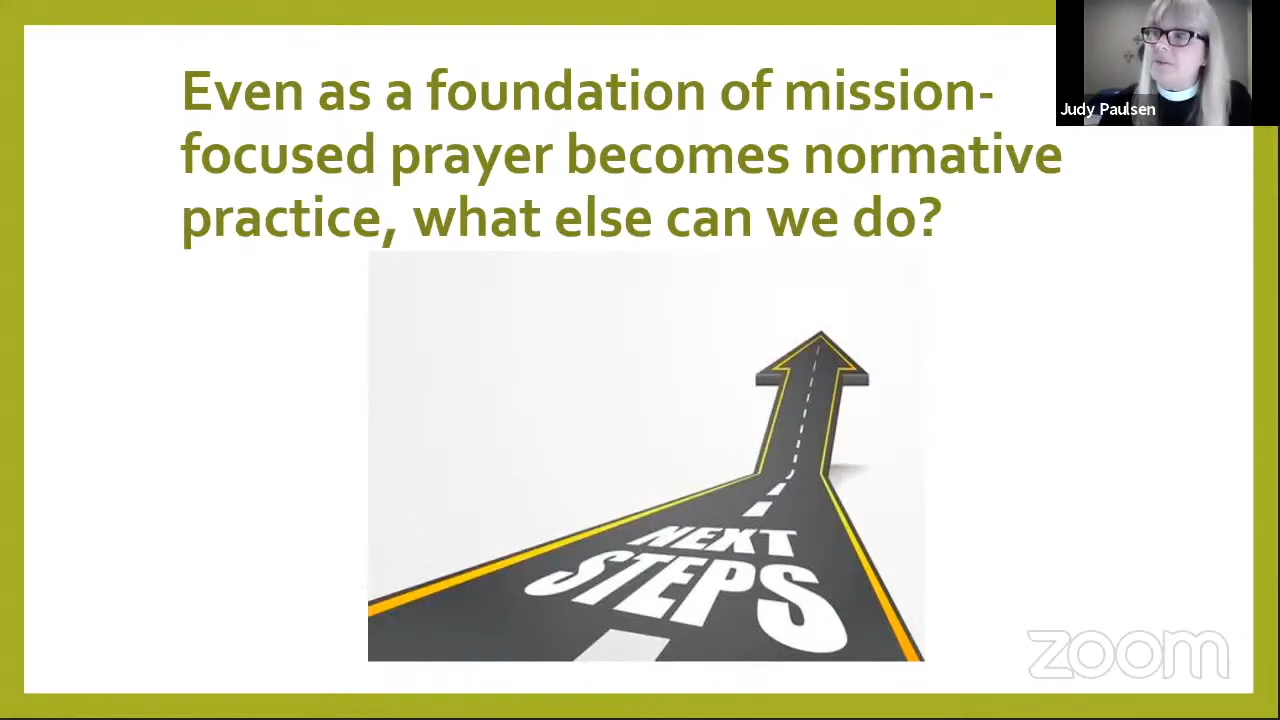 Even as a foundation of mission-
focused prayer becomes normative
practice, what else can we do?
Judy Paulsen
NEXT
STEPS
zoom